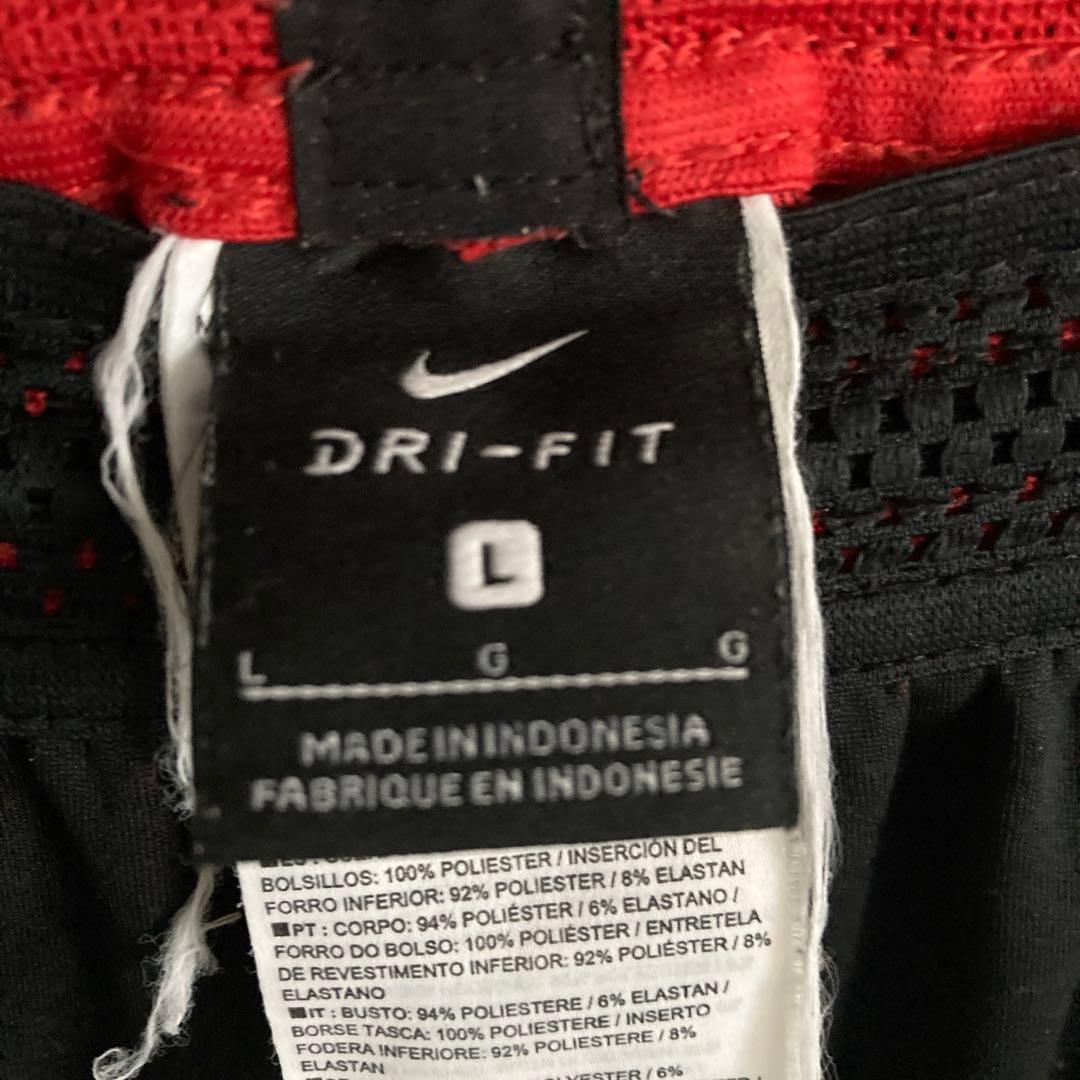 DRI-FIT
L
L G G
MADE IN INDONESIA
FABRIQUE EN INDONESIE
BOLSILLOS: 100% POLIESTER / INSERCIÓN DEL
FORRO INFERIOR: 92% POLIESTER / 8% ELASTAN
PT : CORPO: 94% POLIÉSTER / 6% ELASTANO /
FORRO DO BOLSO: 100% POLIÉSTER / ENTRETELA
DE REVESTIMENTO INFERIOR: 92% POLIÉSTER / 8%
ELASTANO
IT : BUSTO: 94% POLIESTERE / 6% ELASTAN /
BORSE TASCA: 100% POLIESTERE / INSERTO
FODERA INFERIORE: 92% POLIESTERE / 8%
ELASTAN
6%